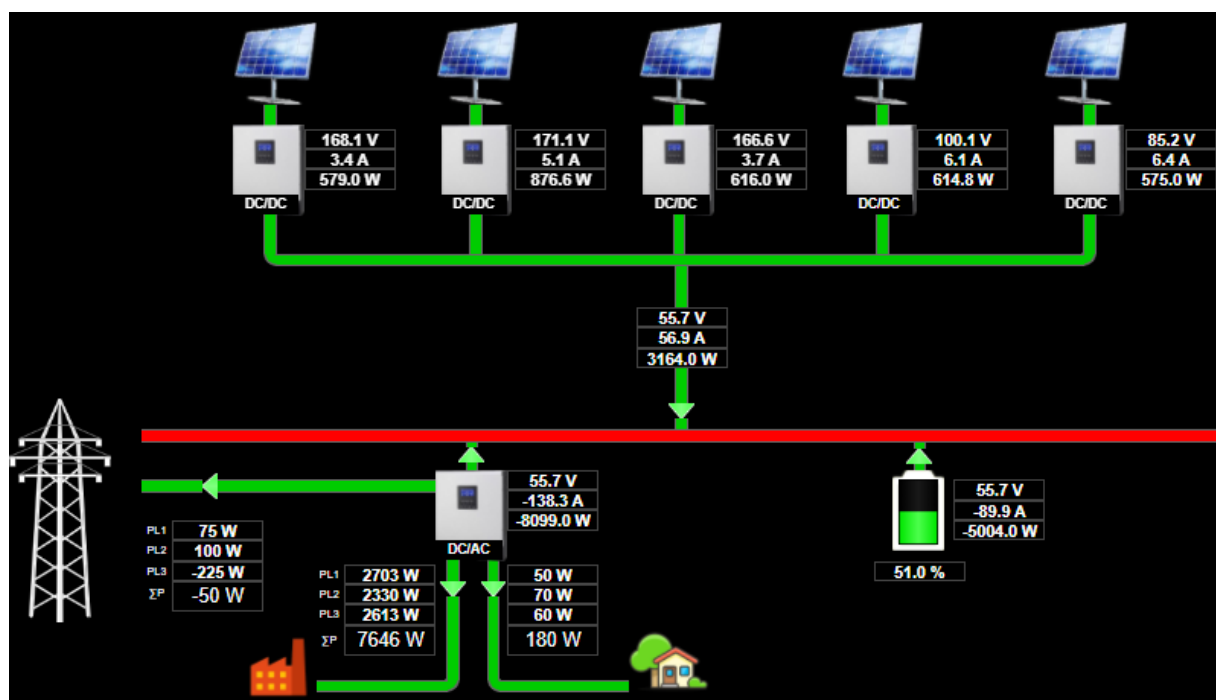 168.1 V
3.4 A
579.0 W
DC/DC
171.1 V
5.1 A
876.6 W
DC/DC
166.6 V
3.7 A
616.0 W
DC/DC
100.1 V
6.1 A
614.8 W
DC/DC
85.2 V
6.4 A
575.0 W
DC/DC
55.7 V
56.9 A
3164.0 W
55.7 V
-138.3 A
-8099.0 W
DC/AC
55.7 V
-89.9 A
-5004.0 W
51.0 %
PL1 75 W
PL2 100 W
PL3 -225 W
ΣP -50 W
PL1 2703 W
PL2 2330 W
PL3 2613 W
ΣP 7646 W
50 W
70 W
60 W
180 W